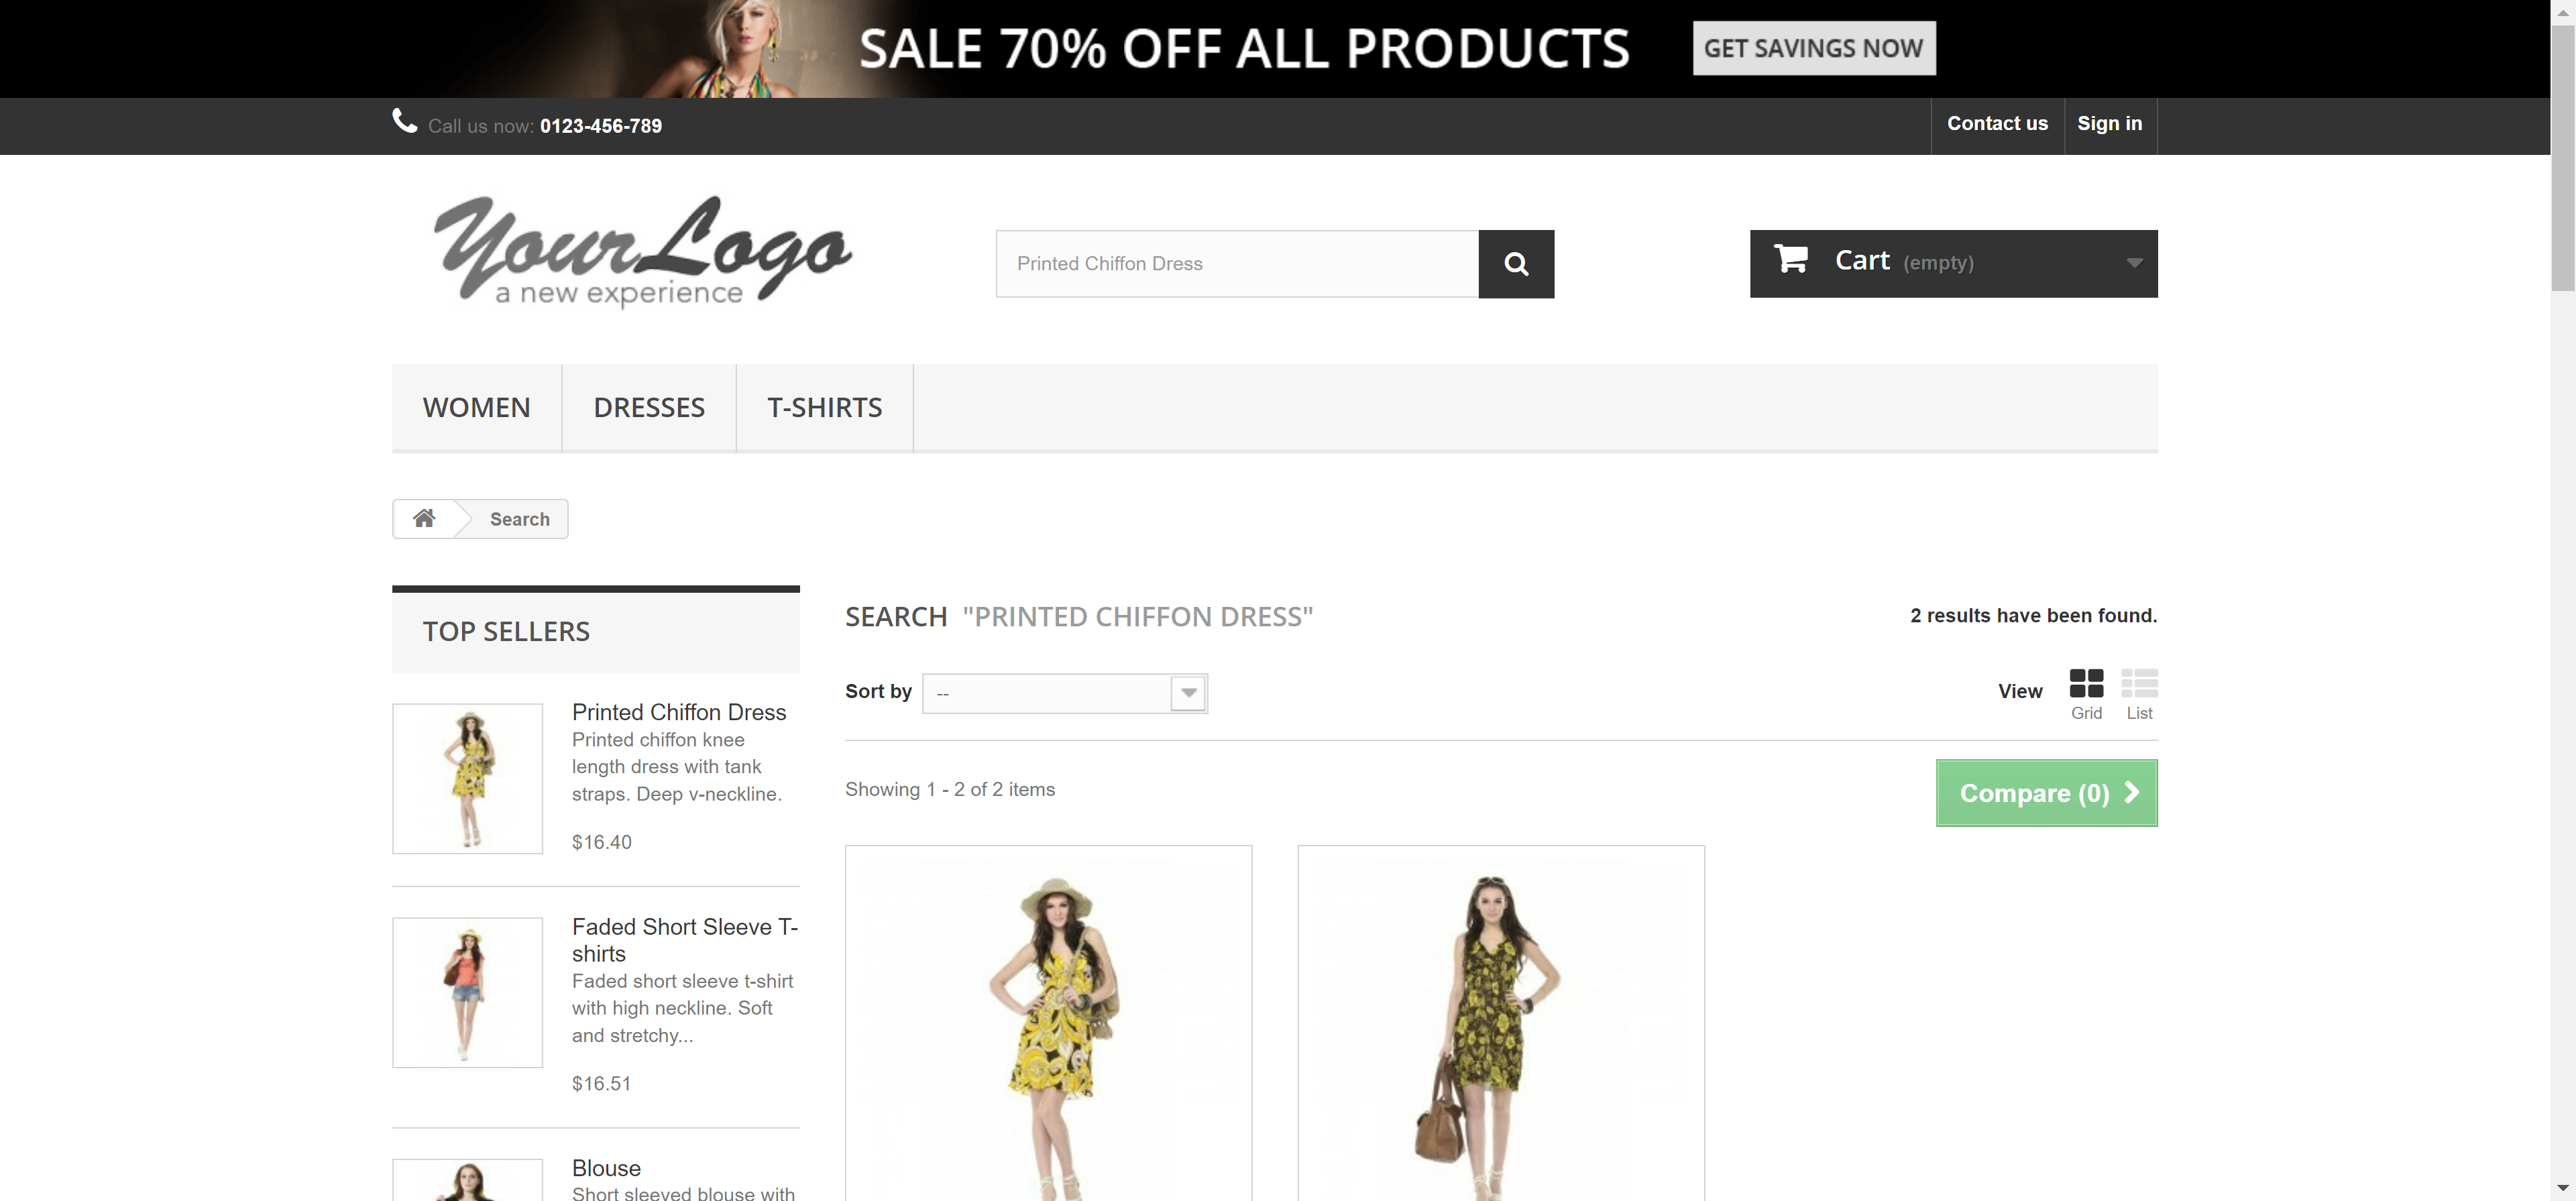 SALE 70% OFF ALL PRODUCTS
GET SAVINGS NOW
Call us now: 0123-456-789
Contact us
Sign in
YourLogo
a new experience
Printed Chiffon Dress
Cart (empty)
WOMEN
DRESSES
T-SHIRTS
Search
TOP SELLERS
Printed Chiffon Dress
Printed chiffon knee
length dress with tank
straps. Deep v-neckline.
$16.40
Faded Short Sleeve T-
shirts
Faded short sleeve t-shirt
with high neckline. Soft
and stretchy...
$16.51
Blouse
Short sleeved blouse with
SEARCH "PRINTED CHIFFON DRESS"
2 results have been found.
Sort by
--
View
Grid
List
Showing 1 - 2 of 2 items
Compare (0)